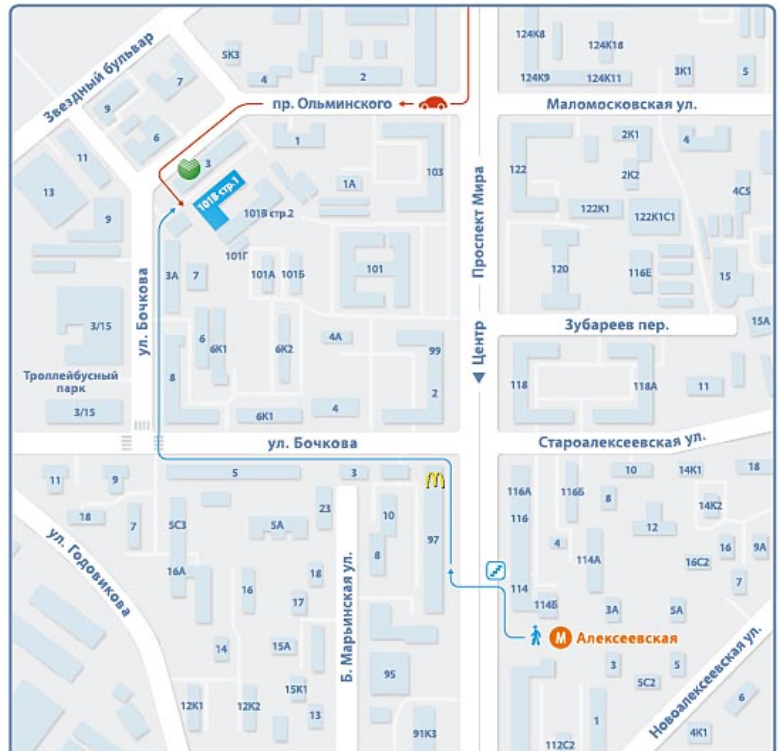 124К8
124К18
5К3
4
2
7
9
6
Звездный бульвар
124К9
124К11
3К1
5
пр. Ольминского
Маломосковская ул.
11
13
9
3
1
1А
103
101В стр.1
101В стр.2
101Г
101А
101Б
101
122
2К1
2К2
4
4С5
122К1
122К1С1
120
116Е
15
15А
Проспект Мира
Центр
Зубареев пер.
ул. Бочкова
3А
7
3/15
Троллейбусный
парк
3/15
6
6К1
6К2
4А
99
8
2
6К1
4
118
118А
11
ул. Бочкова
Староалексеевская ул.
11
9
18
7
5
3
5С3
5А
23
16А
10
8
97
116А
116
116Б
8
10
14К1
18
14К2
12
4
114А
16
16С2
9А
7
ул. Годовикова
18
16
17
14
15А
15К1
13
12К1
12К2
Б. Марьинская ул.
95
91К3
114
114Б
3А
5А
М Алексеевская
3
5
5С2
1
112С2
6
4К1
Новоалексеевская ул.